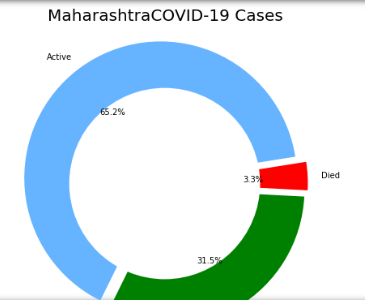 MaharashtraCOVID-19 Cases
Active
65.2%
3.3%
Died
31.5%